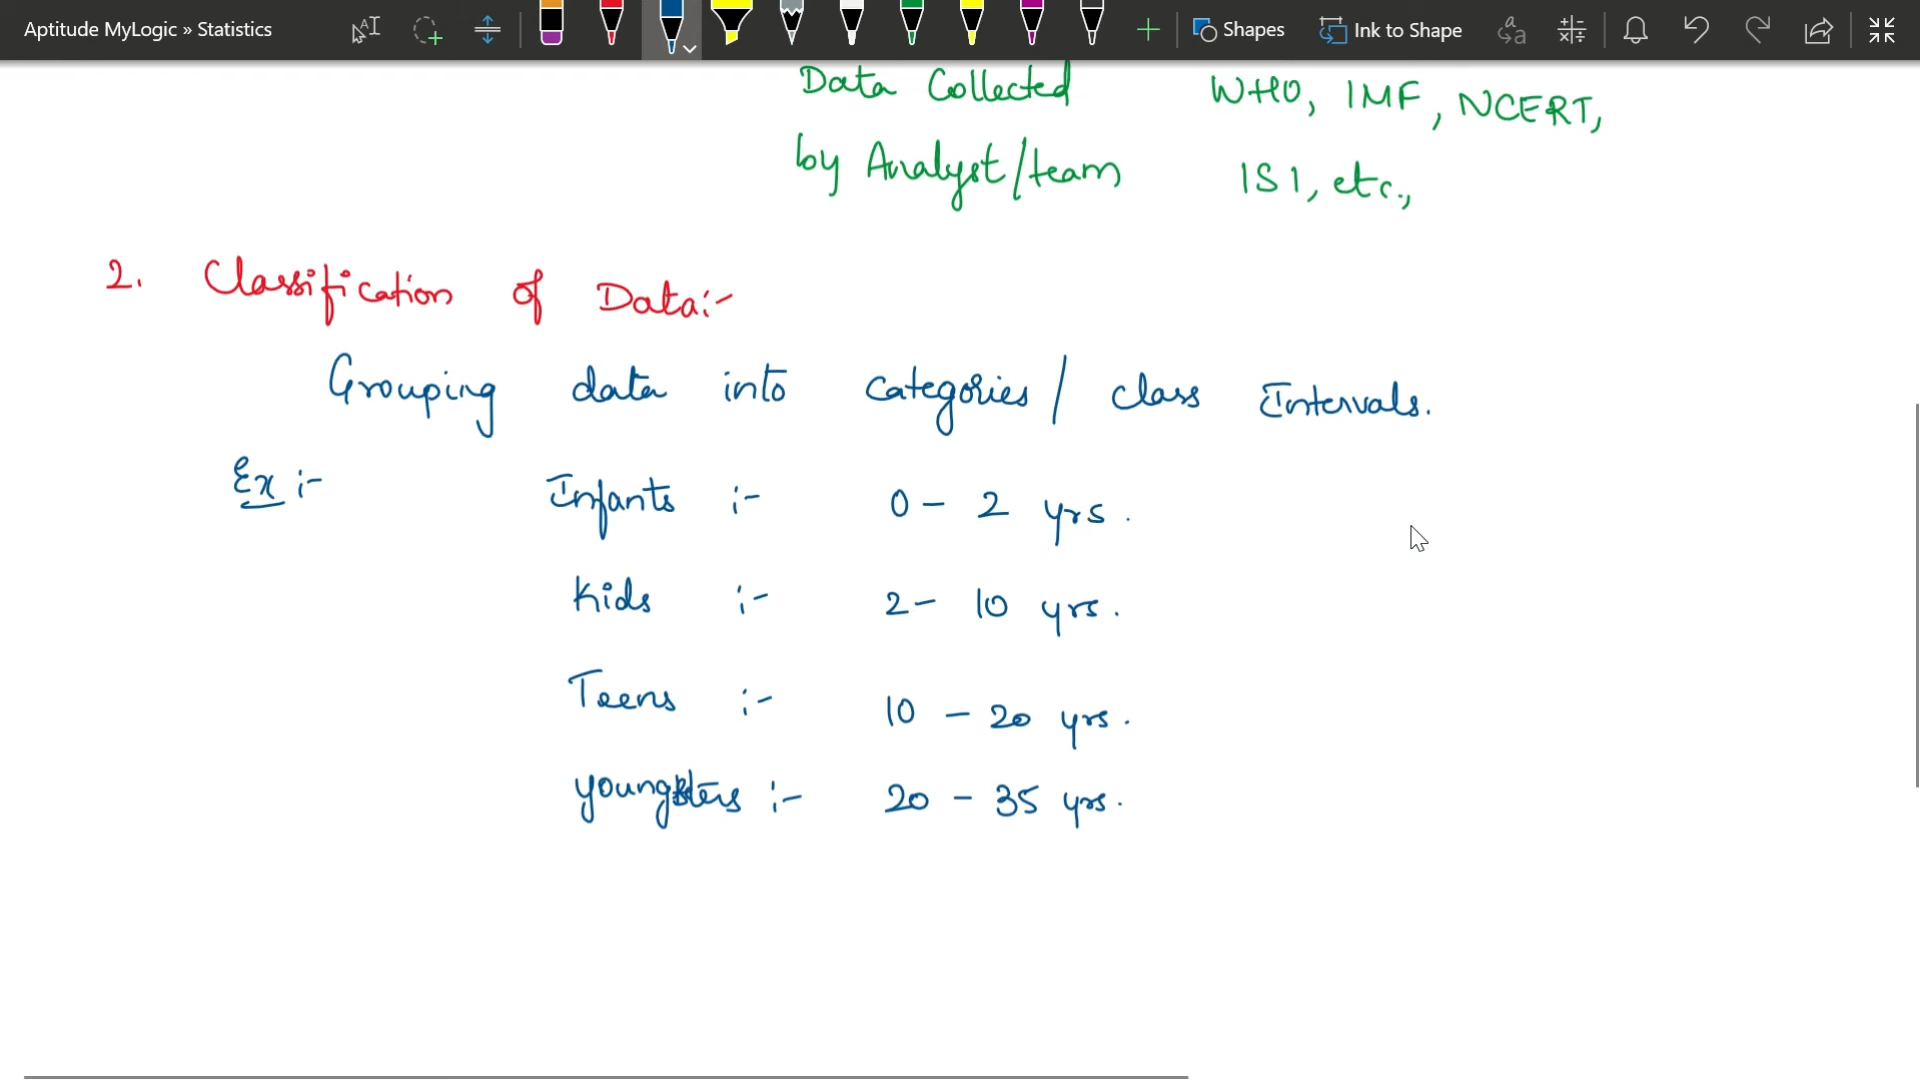 Aptitude MyLogic » Statistics
Shapes
Ink to Shape
Data Collected WHO, IMF, NCERT,
by Analyst/team ISI, etc.,
2. Classification of Data:-
Grouping data into categories/ class Intervals.
Ex :- Infants :- 0 - 2 yrs.
Kids :- 2 - 10 yrs.
Teens :- 10 - 20 yrs.
youngsters :- 20 - 35 yrs.